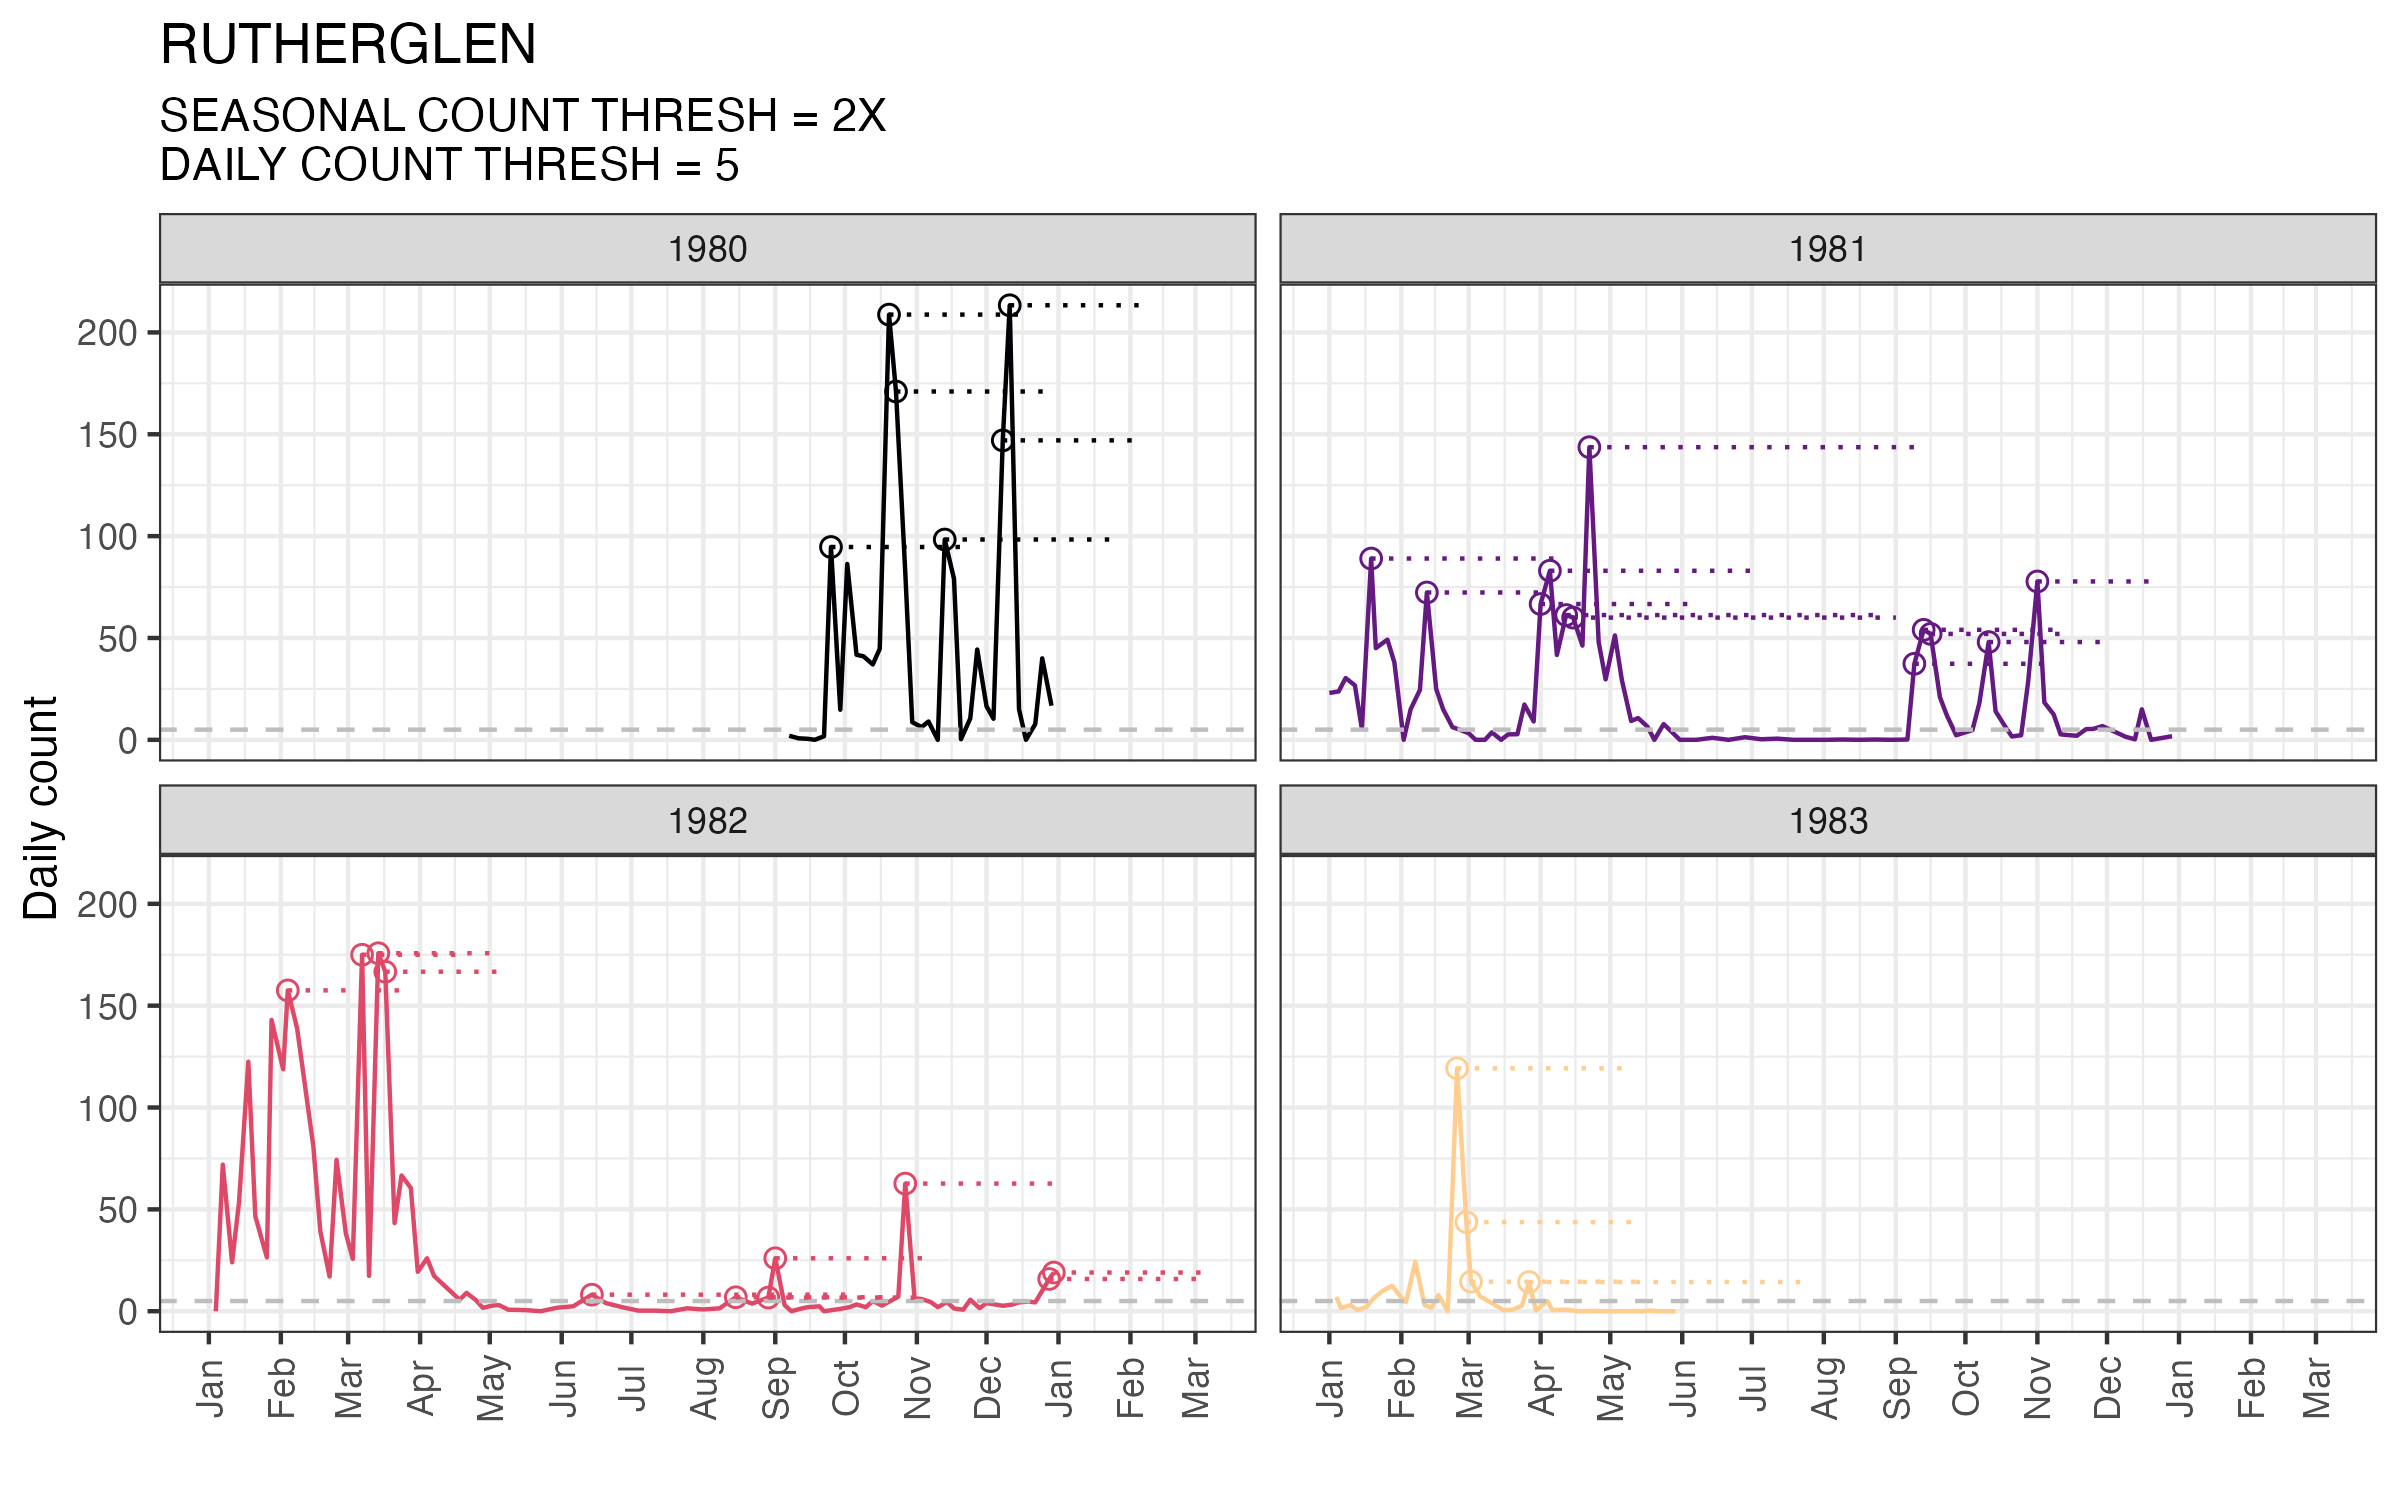 RUTHERGLEN
SEASONAL COUNT THRESH = 2X
DAILY COUNT THRESH = 5
1980
1981
200
150
100
50
0
Daily count
1982
1983
200
150
100
50
0
Jan Feb Mar Apr May Jun Jul Aug Sep Oct Nov Dec Jan Feb Mar
Jan Feb Mar Apr May Jun Jul Aug Sep Oct Nov Dec Jan Feb Mar